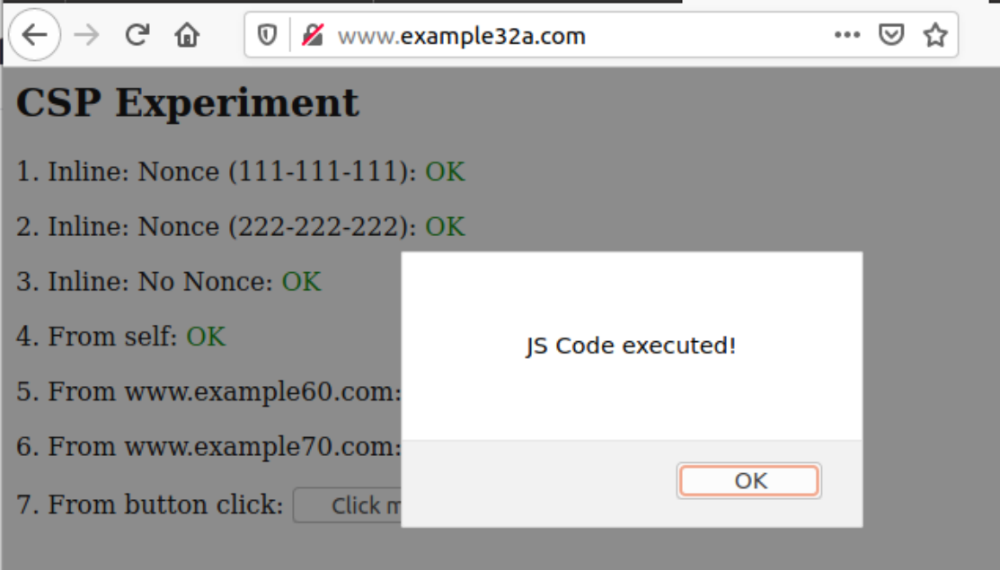 www.example32a.com
CSP Experiment
1. Inline: Nonce (111-111-111): OK
2. Inline: Nonce (222-222-222): OK
3. Inline: No Nonce: OK
4. From self: OK
5. From www.example60.com:
6. From www.example70.com:
7. From button click: Click m
JS Code executed!
OK